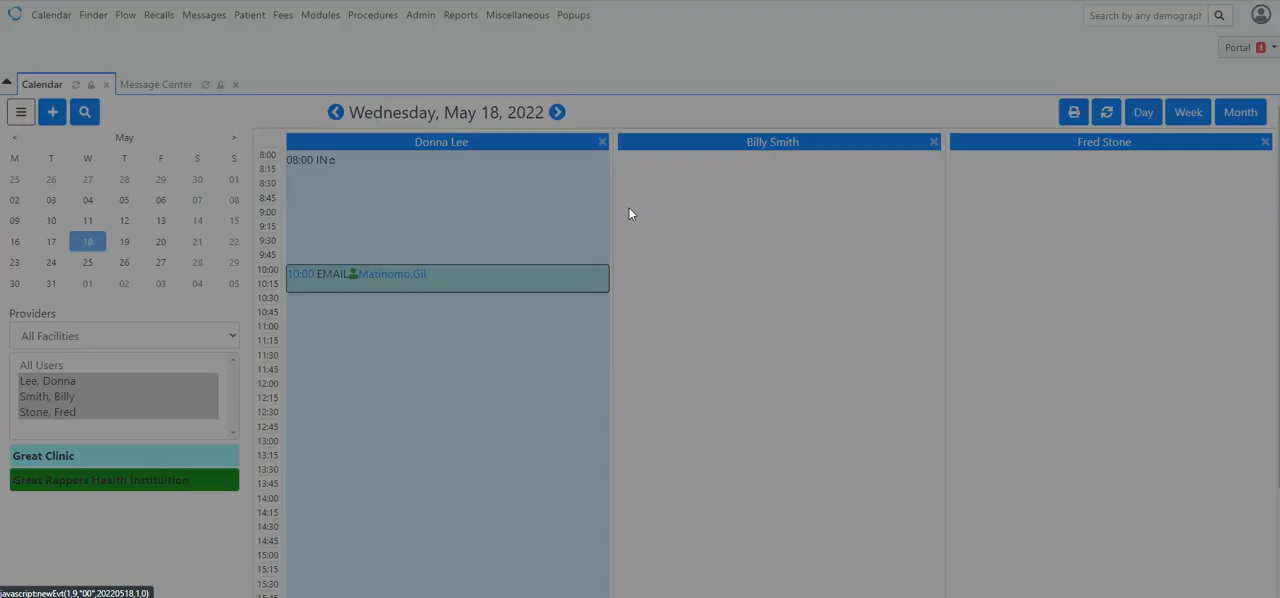 Calendar Finder Flow Recalls Messages Patient Fees Modules Procedures Admin Reports Miscellaneous Popups
Search by any demograph
Portal
Calendar
Message Center
Wednesday, May 18, 2022
Day Week Month
< May >
M T W T F S S
25 26 27 28 29 30 01
02 03 04 05 06 07 08
09 10 11 12 13 14 15
16 17 18 19 20 21 22
23 24 25 26 27 28 29
30 31 01 02 03 04 05
Providers
All Facilities
All Users
Lee, Donna
Smith, Billy
Stone, Fred
Great Clinic
Great Rappers Health Instituition
Donna Lee
Billy Smith
Fred Stone
8:00
08:00 IN
8:15
8:30
8:45
9:00
9:15
9:30
9:45
10:00
10:00 EMAIL Matinomo,Gil
10:15
10:30
10:45
11:00
11:15
11:30
11:45
12:00
12:15
12:30
12:45
13:00
13:15
13:30
13:45
14:00
14:15
14:30
14:45
15:00
15:15
15:30
javascript:newEvt(1,9,"00",20220518,1,0)